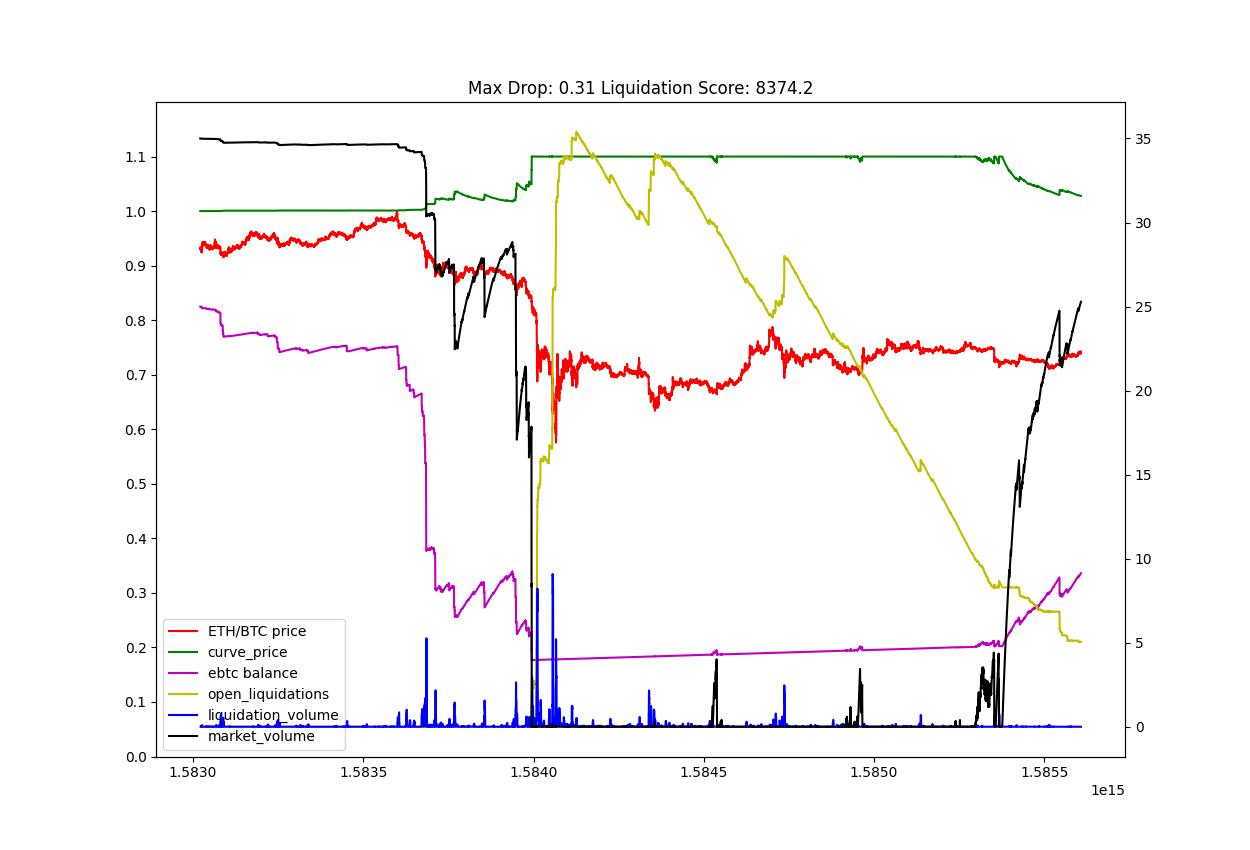 Max Drop: 0.31 Liquidation Score: 8374.2
1.1
1.0
0.9
0.8
0.7
0.6
0.5
0.4
0.3
0.2
0.1
0.0
35
30
25
20
15
10
5
0
ETH/BTC price
curve_price
ebtc balance
open_liquidations
liquidation_volume
market_volume
1.5830 1.5835 1.5840 1.5845 1.5850 1.5855
1e15